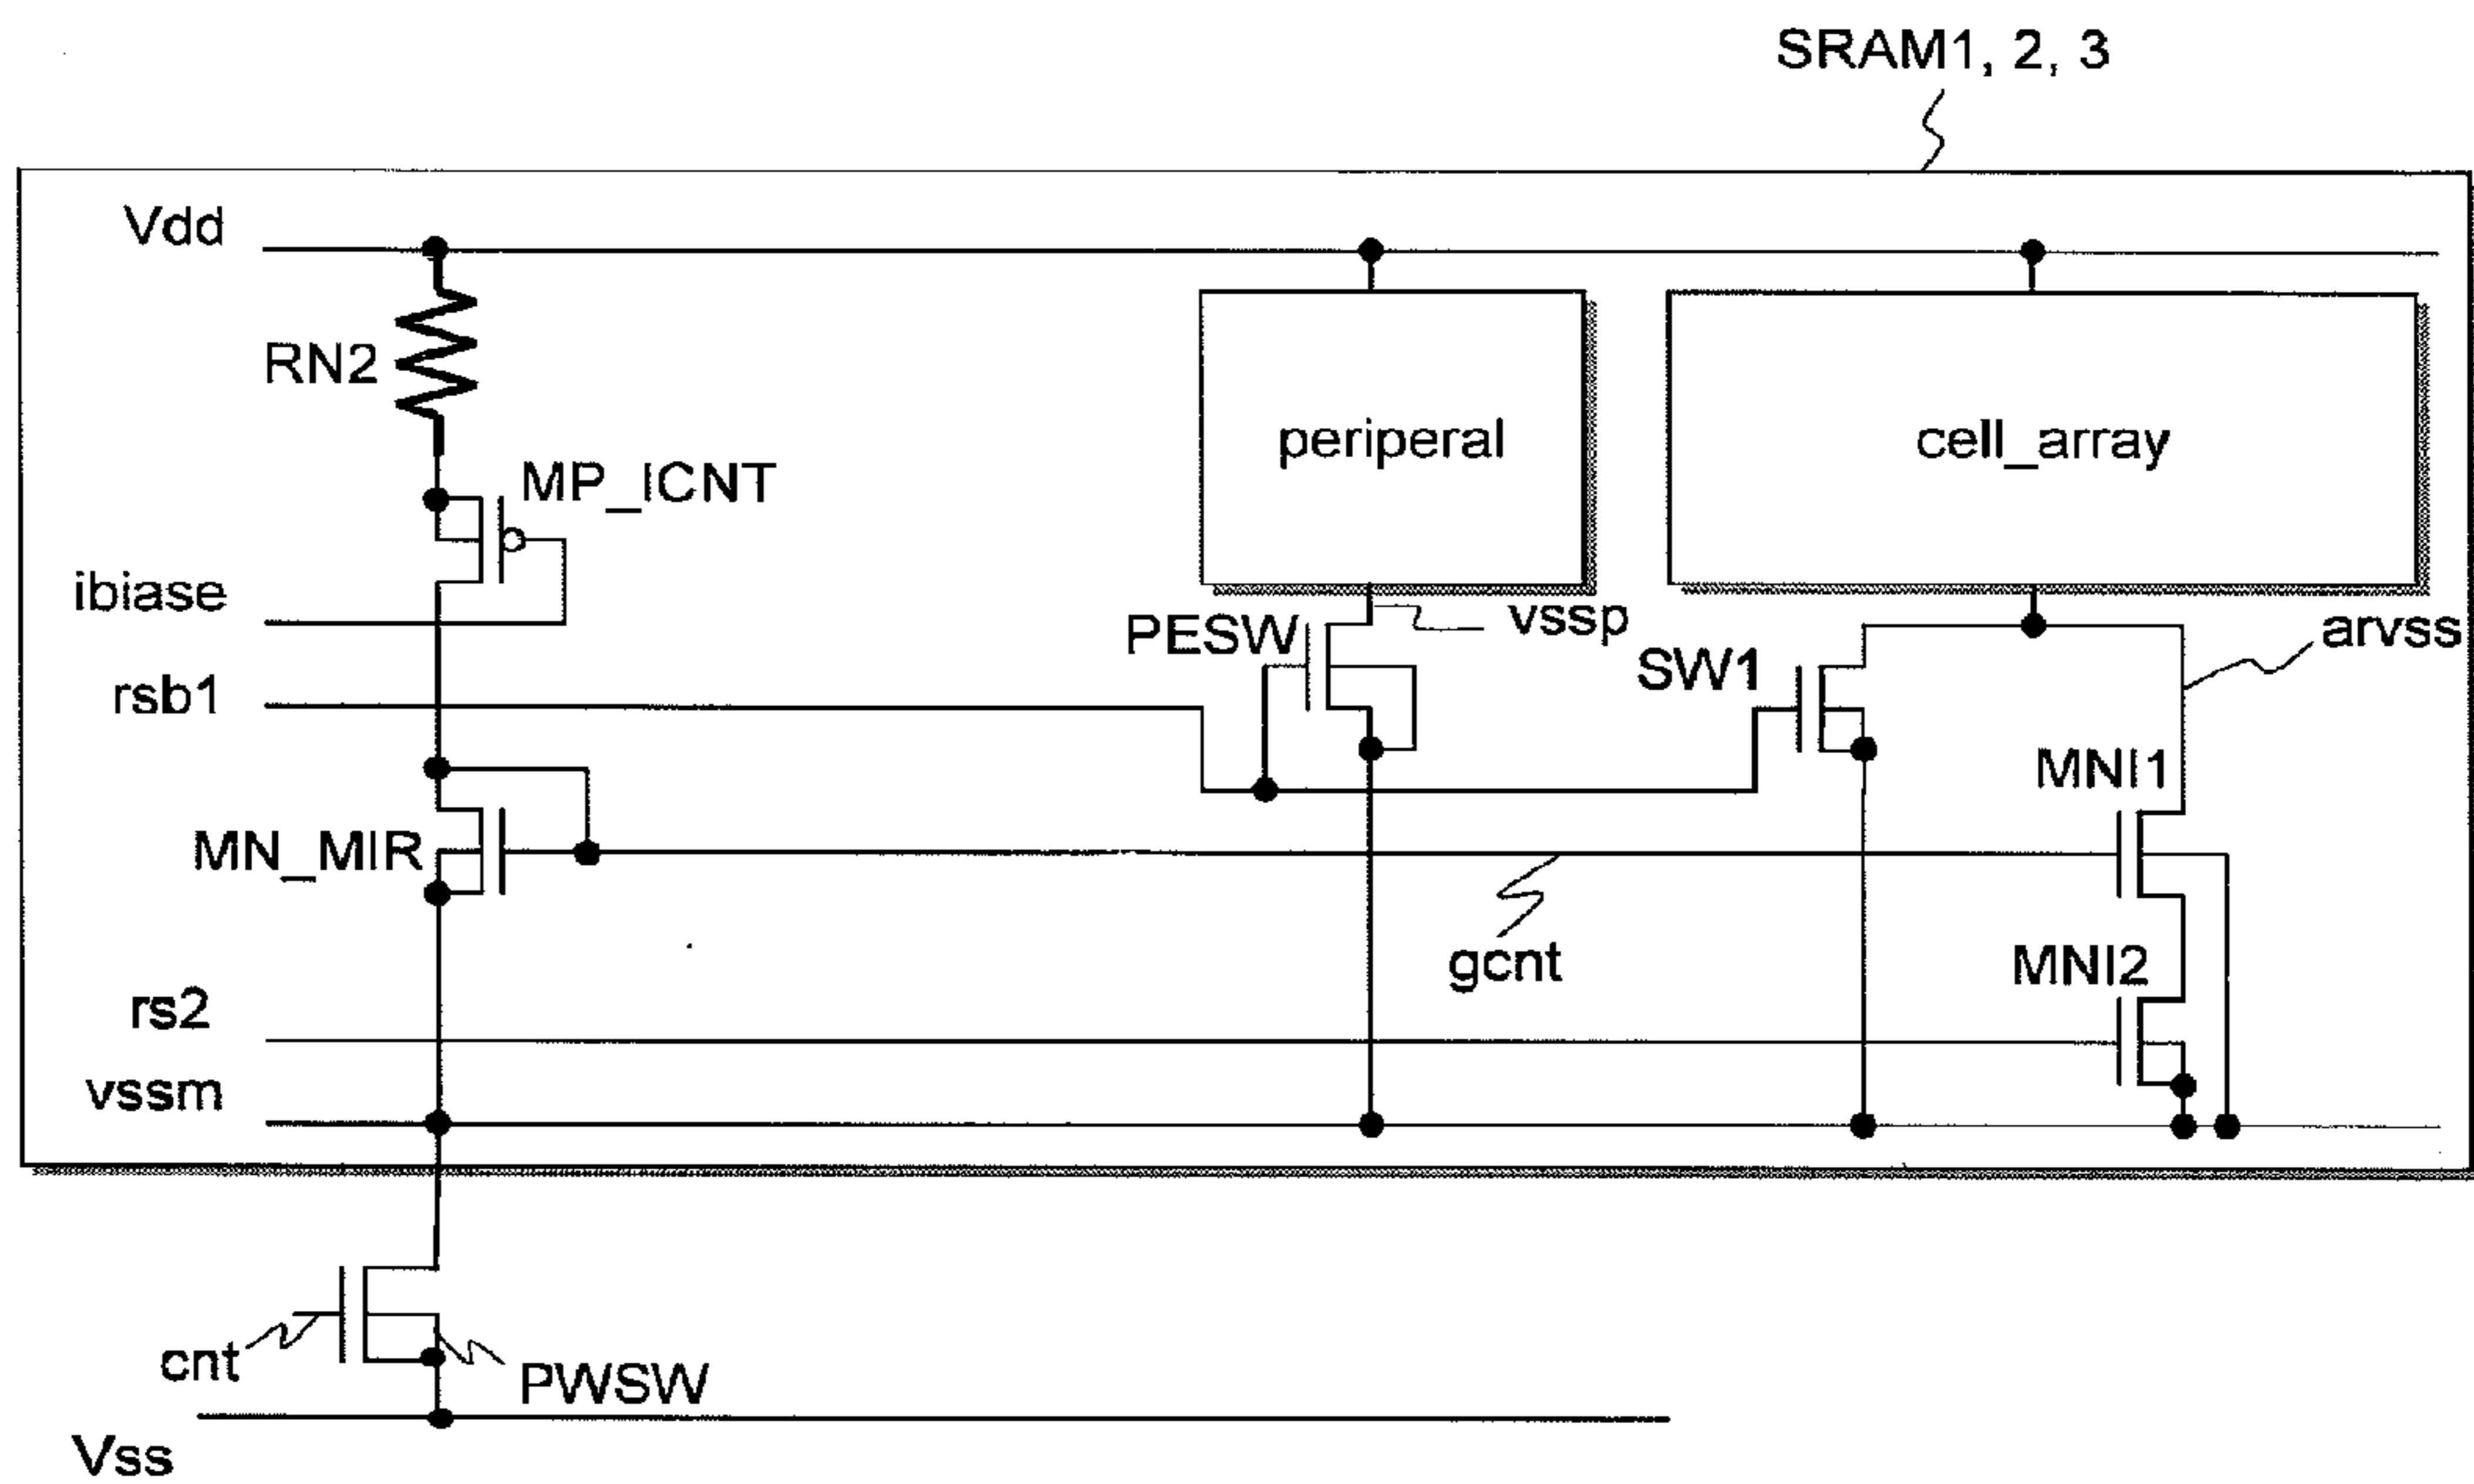 SRAM1, 2, 3
Vdd
RN2
periperal
cell_array
MP_ICNT
ibiase
PESW
vssp
arvss
rsb1
SW1
MNI1
MN_MIR
gcnt
MNI2
rs2
vssm
cnt
PWSW
Vss